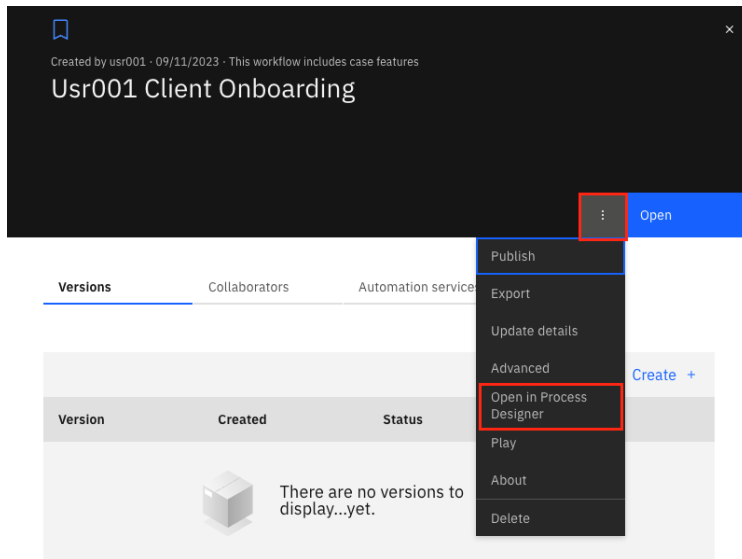 Created by usr001 · 09/11/2023 · This workflow includes case features
Usr001 Client Onboarding
Open
Publish
Versions
Collaborators
Automation services
Export
Update details
Advanced
Create +
Open in Process
Designer
Version
Created
Status
Play
About
There are no versions to
display...yet.
Delete